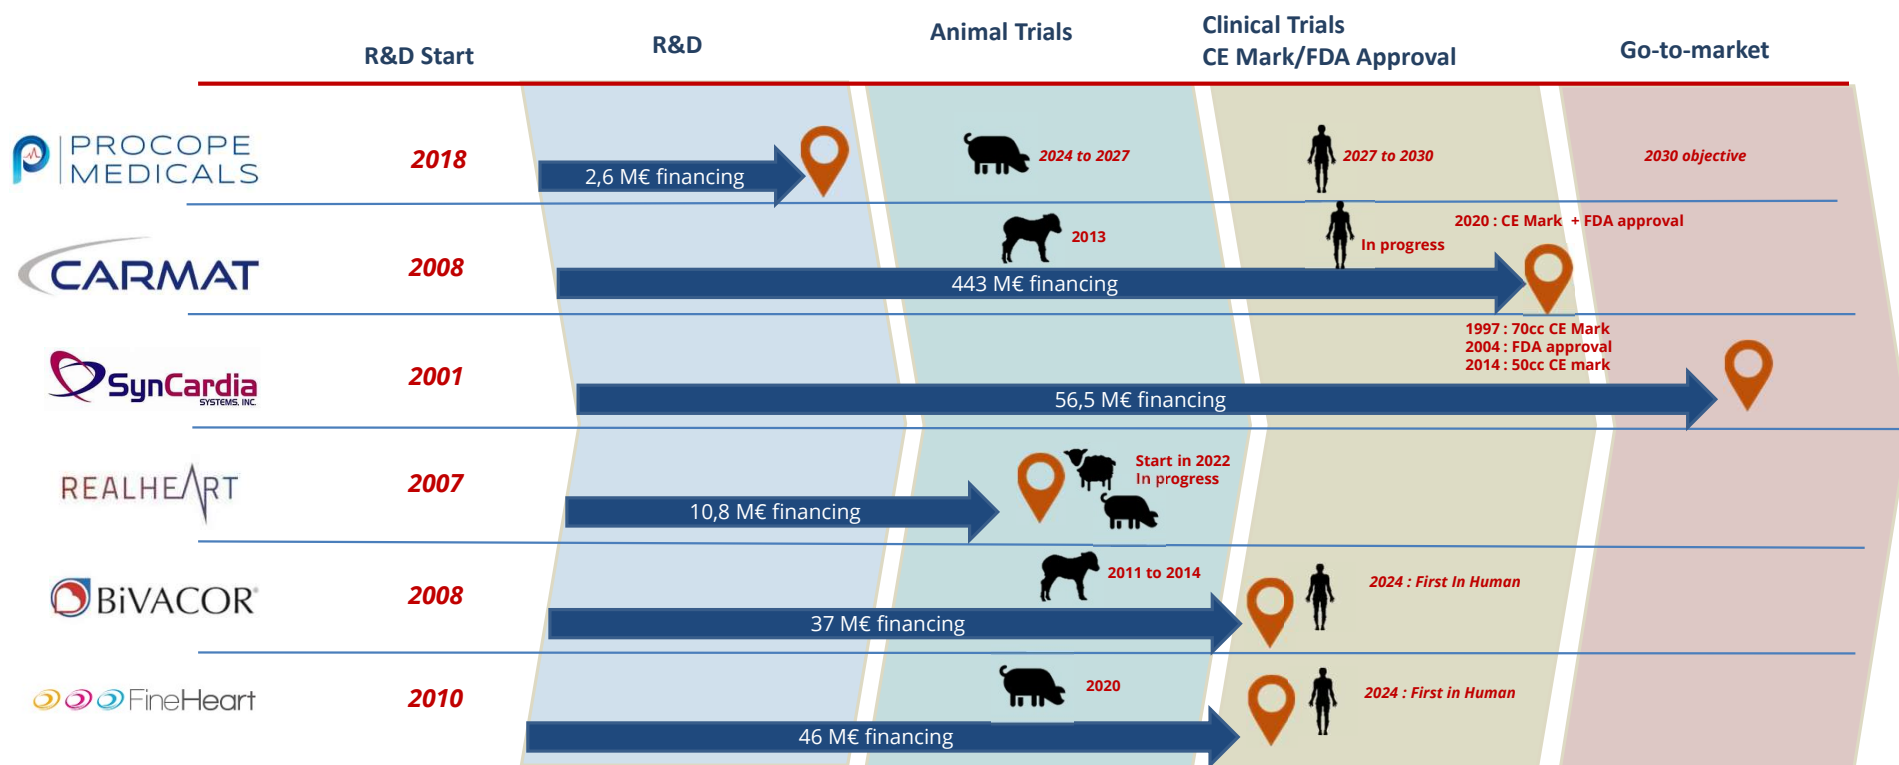 R&D Start
R&D
Animal Trials
Clinical Trials
CE Mark/FDA Approval
Go-to-market
PROCOPE
MEDICALS
2018
2,6 M€ financing
2024 to 2027
2027 to 2030
2030 objective
CARMAT
2008
443 M€ financing
2013
In progress
2020 : CE Mark + FDA approval
SynCardia
SYSTEMS, INC.
2001
56,5 M€ financing
1997 : 70cc CE Mark
2004 : FDA approval
2014 : 50cc CE mark
REALHEART
2007
10,8 M€ financing
Start in 2022
In progress
BiVACOR®
2008
37 M€ financing
2011 to 2014
2024 : First In Human
FineHeart
2010
46 M€ financing
2020
2024 : First in Human